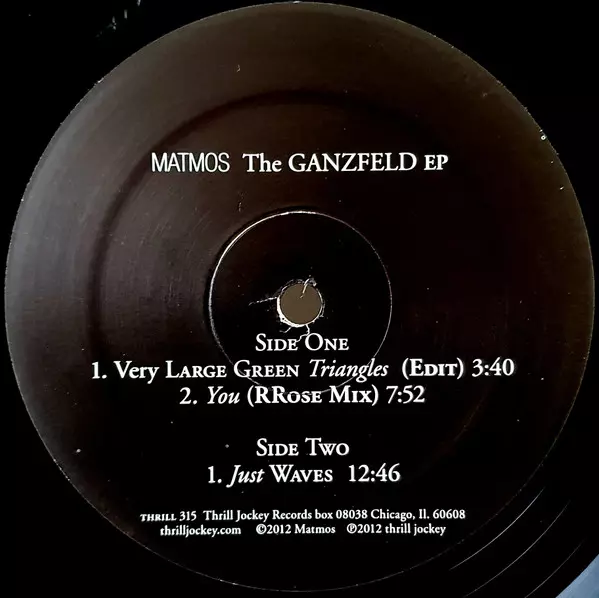 MATMOS The GANZFELD EP
SIDE ONE
1. Very LARGE GREEN Triangles (EDIT) 3:40
2. You (RROSE MIX) 7:52
SIDE TWO
1. Just WAVES 12:46
THRILL 315 Thrill Jockey Records box 08038 Chicago, Il. 60608
thrilljockey.com ©2012 Matmos ℗2012 thrill jockey